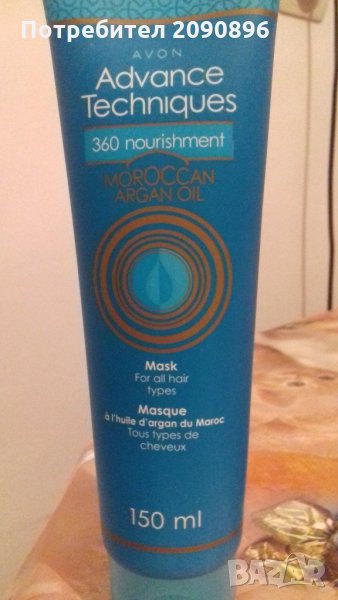 Потребител 2090896
AVON
Advance
Techniques
360 nourishment
MOROCCAN
ARGAN OIL
Mask
For all hair
types
Masque
à l'huile d'argan du Maroc
Tous types de
cheveux
150 ml
BAZAR